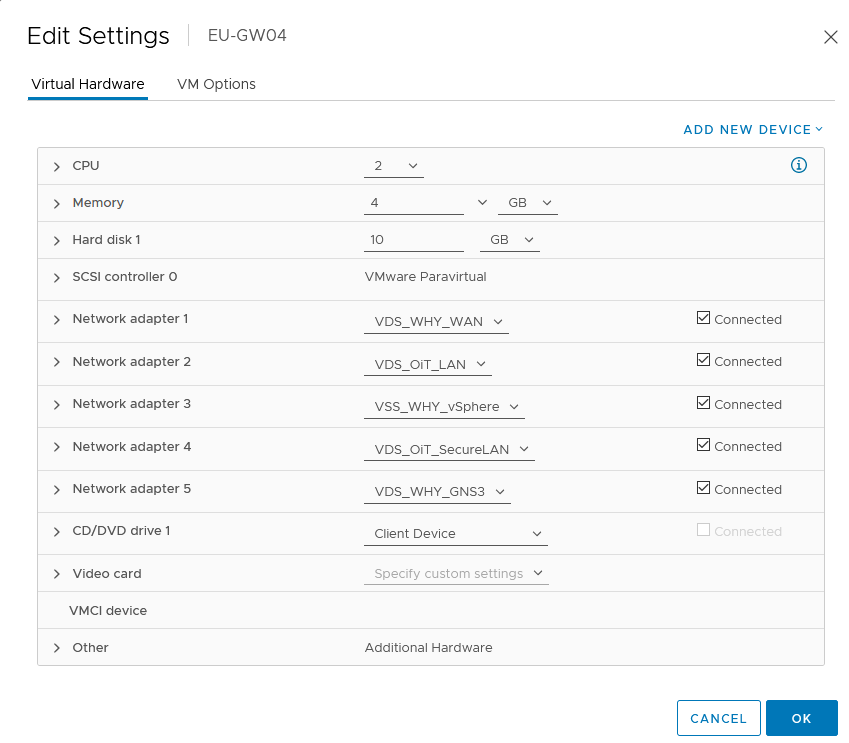 Edit Settings EU-GW04
Virtual Hardware VM Options
ADD NEW DEVICE
CPU 2
Memory 4 GB
Hard disk 1 10 GB
SCSI controller 0 VMware Paravirtual
Network adapter 1 VDS_WHY_WAN Connected
Network adapter 2 VDS_OiT_LAN Connected
Network adapter 3 VSS_WHY_vSphere Connected
Network adapter 4 VDS_OiT_SecureLAN Connected
Network adapter 5 VDS_WHY_GNS3 Connected
CD/DVD drive 1 Client Device Connected
Video card Specify custom settings
VMCI device
Other Additional Hardware
CANCEL OK